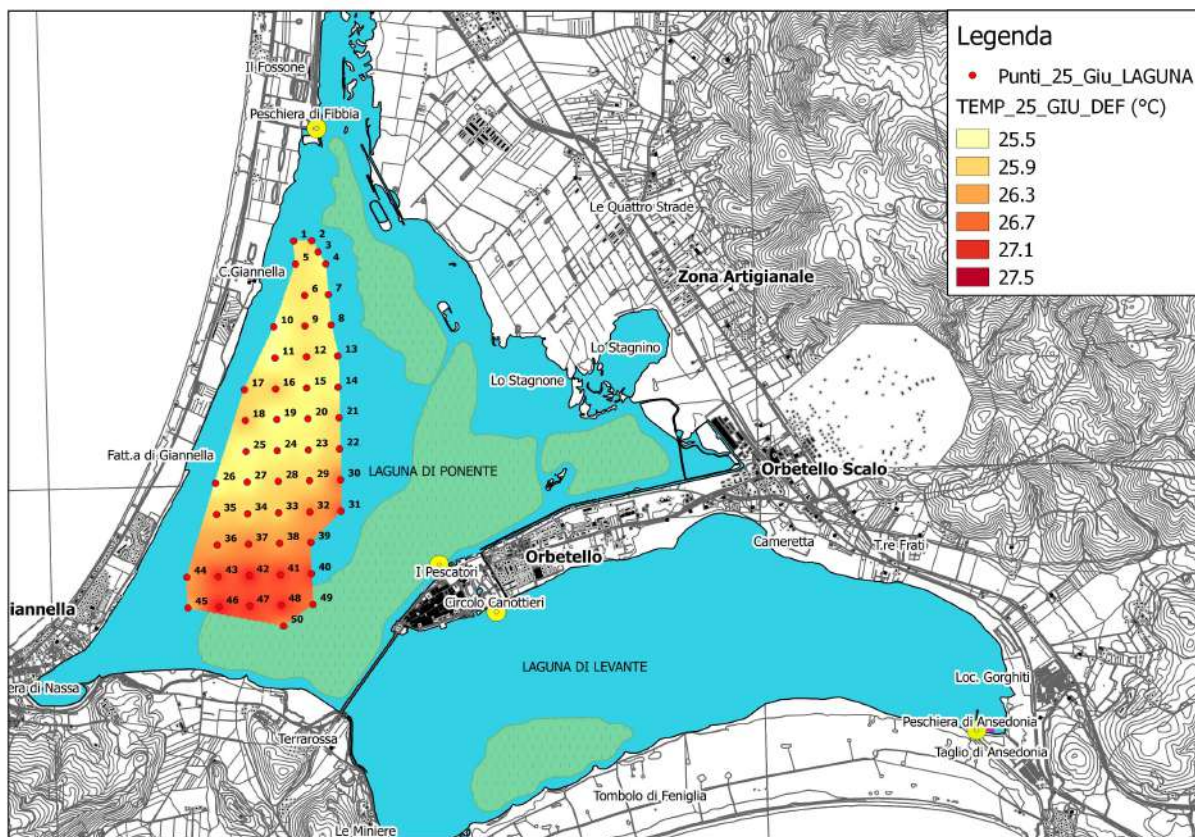 Legenda
Punti_25_Giu_LAGUNA
TEMP_25_GIU_DEF (°C)
25.5
25.9
26.3
26.7
27.1
27.5
Il Fossone
Peschiera di Fibbia
Le Quattro Strade
1
2
3
5
4
C.Giannella
Zona Artigianale
6
7
10
9
8
11
12
13
Lo Stagnino
Lo Stagnone
17
16
15
14
18
19
20
21
25
24
23
22
Fatt.a di Giannella
26
27
28
29
30
LAGUNA DI PONENTE
Orbetello Scalo
35
34
33
32
31
36
37
38
39
Cameretta
T.re Frati
Orbetello
I Pescatori
44
43
42
41
40
45
46
47
48
49
50
Circolo Canottieri
iannella
LAGUNA DI LEVANTE
Loc. Gorghiti
era di Nassa
Peschiera di Ansedonia
Terrarossa
Taglio di Ansedonia
Tombolo di Feniglia
Le Miniere